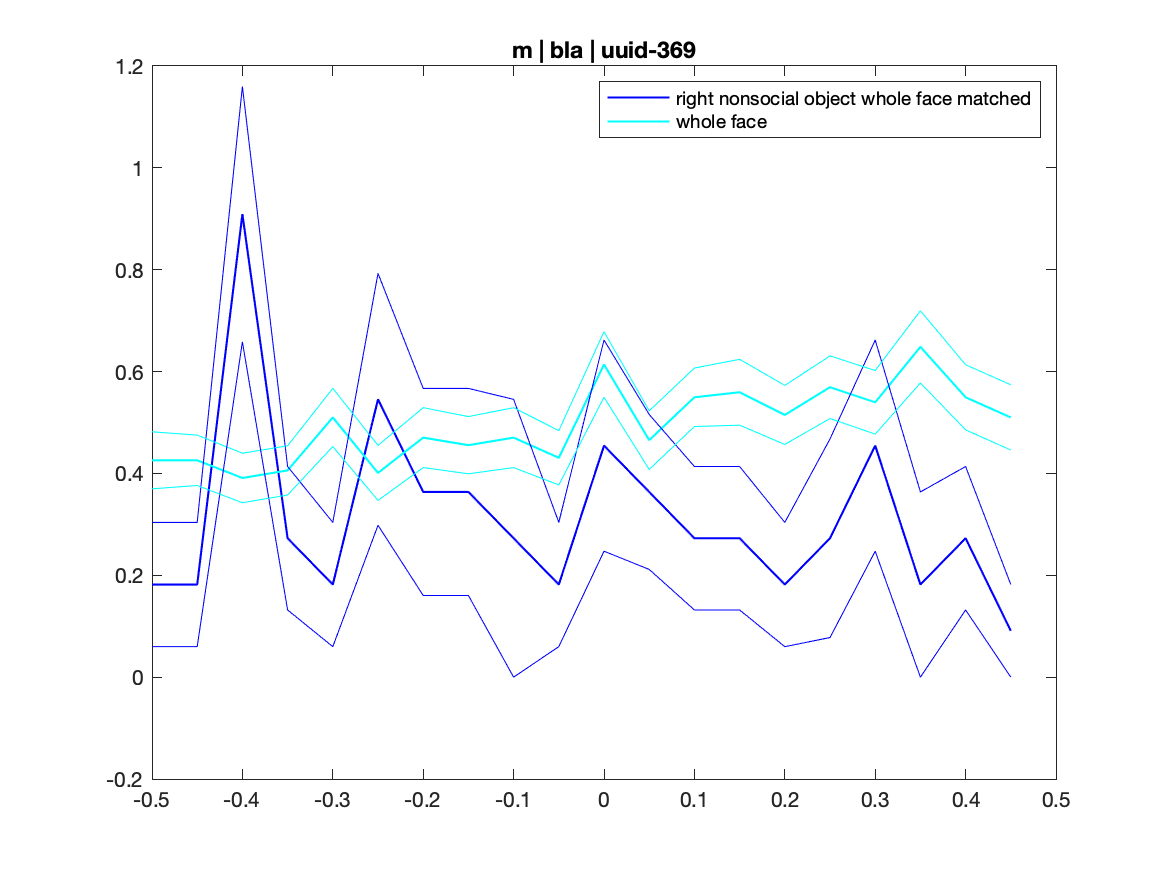 m | bla | uuid-369
right nonsocial object whole face matched
whole face
1.2
1
0.8
0.6
0.4
0.2
0
-0.2
-0.5 -0.4 -0.3 -0.2 -0.1 0 0.1 0.2 0.3 0.4 0.5